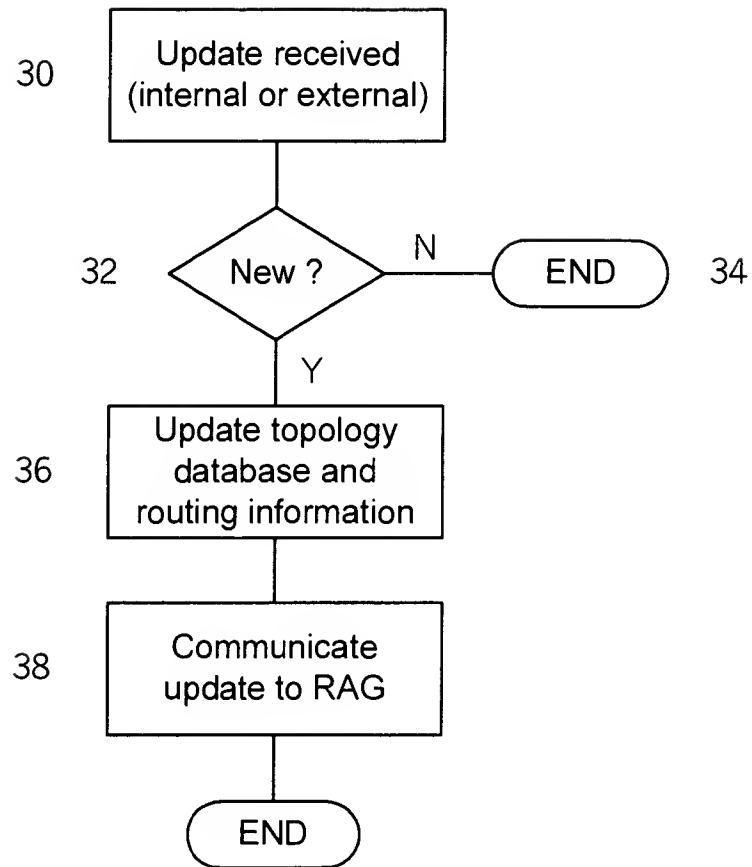 30
Update received
(internal or external)
32
New ?
N
END
34
Y
36
Update topology
database and
routing information
38
Communicate
update to RAG
END